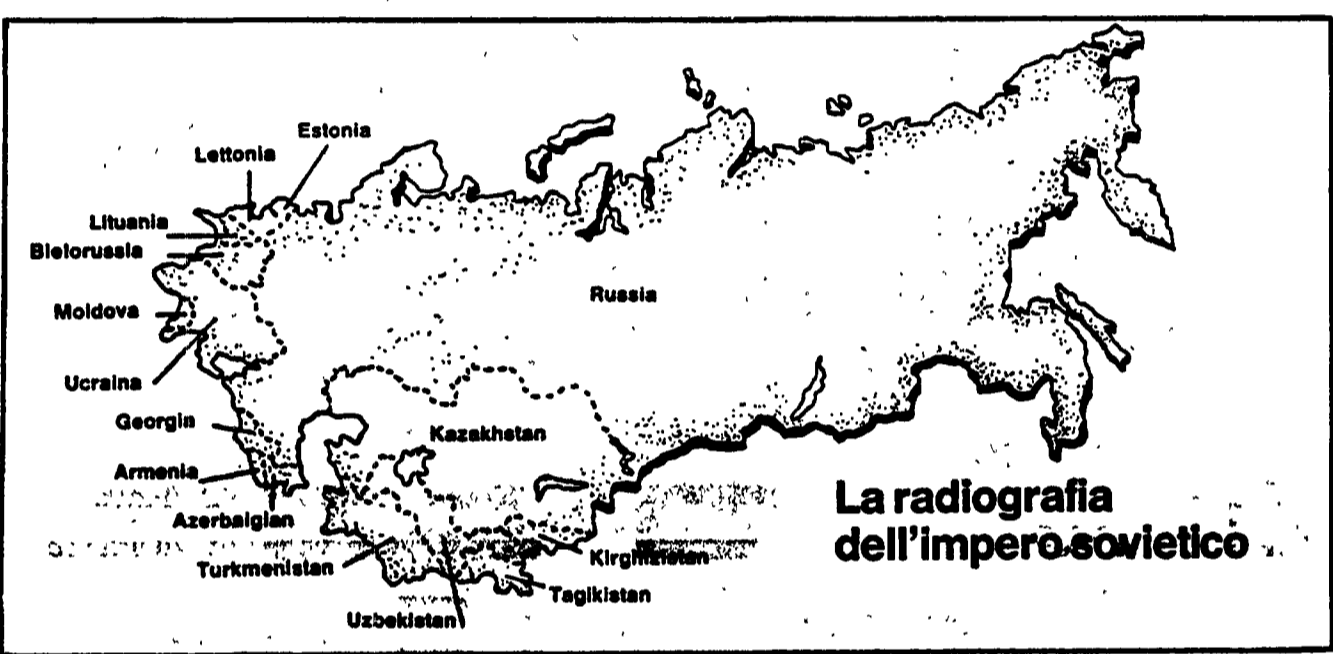 Estonia
Lettonia
Lituania
Bielorussia
Moldova
Ucraina
Georgin
Armenia
Azerbaigian
Turkmenistan
Uzbekistan
Tagikistan
Kirghizistan
Kazakhstan
Russia
La radiografia
dell'impero sovietico